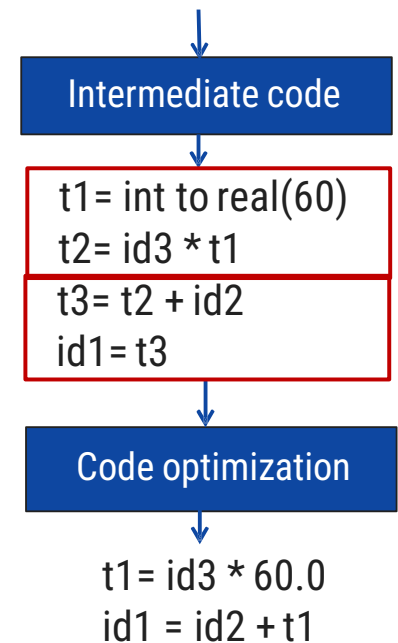 Intermediate code
t1= int to real(60)
t2= id3 * t1
t3= t2 + id2
id1= t3
Code optimization
t1= id3 * 60.0
id1 = id2 + t1